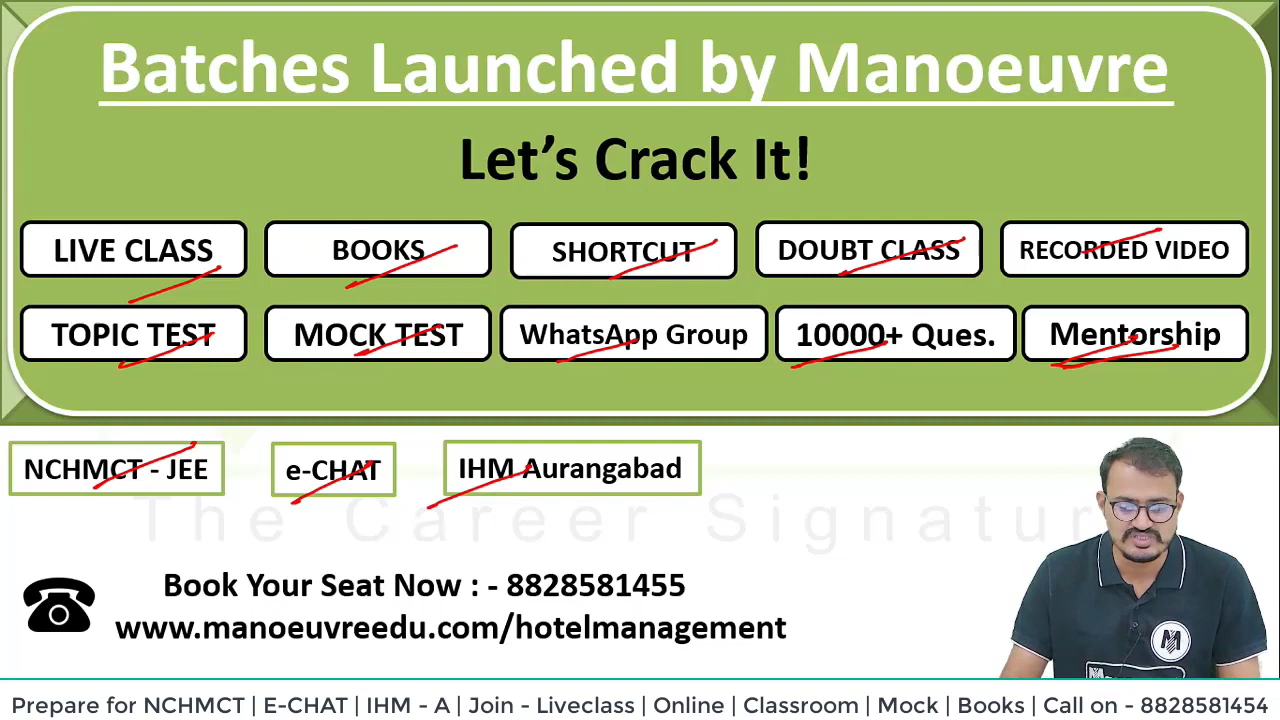 Batches Launched by Manoeuvre
Let's Crack It!
LIVE CLASS
BOOKS
SHORTCUT
DOUBT CLASS
RECORDED VIDEO
TOPIC TEST
MOCK TEST
WhatsApp Group
10000+ Ques.
Mentorship
NCHMCT - JEE
e-CHAT
IHM Aurangabad
The Career Signatur
Book Your Seat Now : - 8828581455
www.manoeuvreedu.com/hotelmanagement
M
Prepare for NCHMCT | E-CHAT | IHM - A | Join - Liveclass | Online | Classroom | Mock | Books | Call on - 8828581454